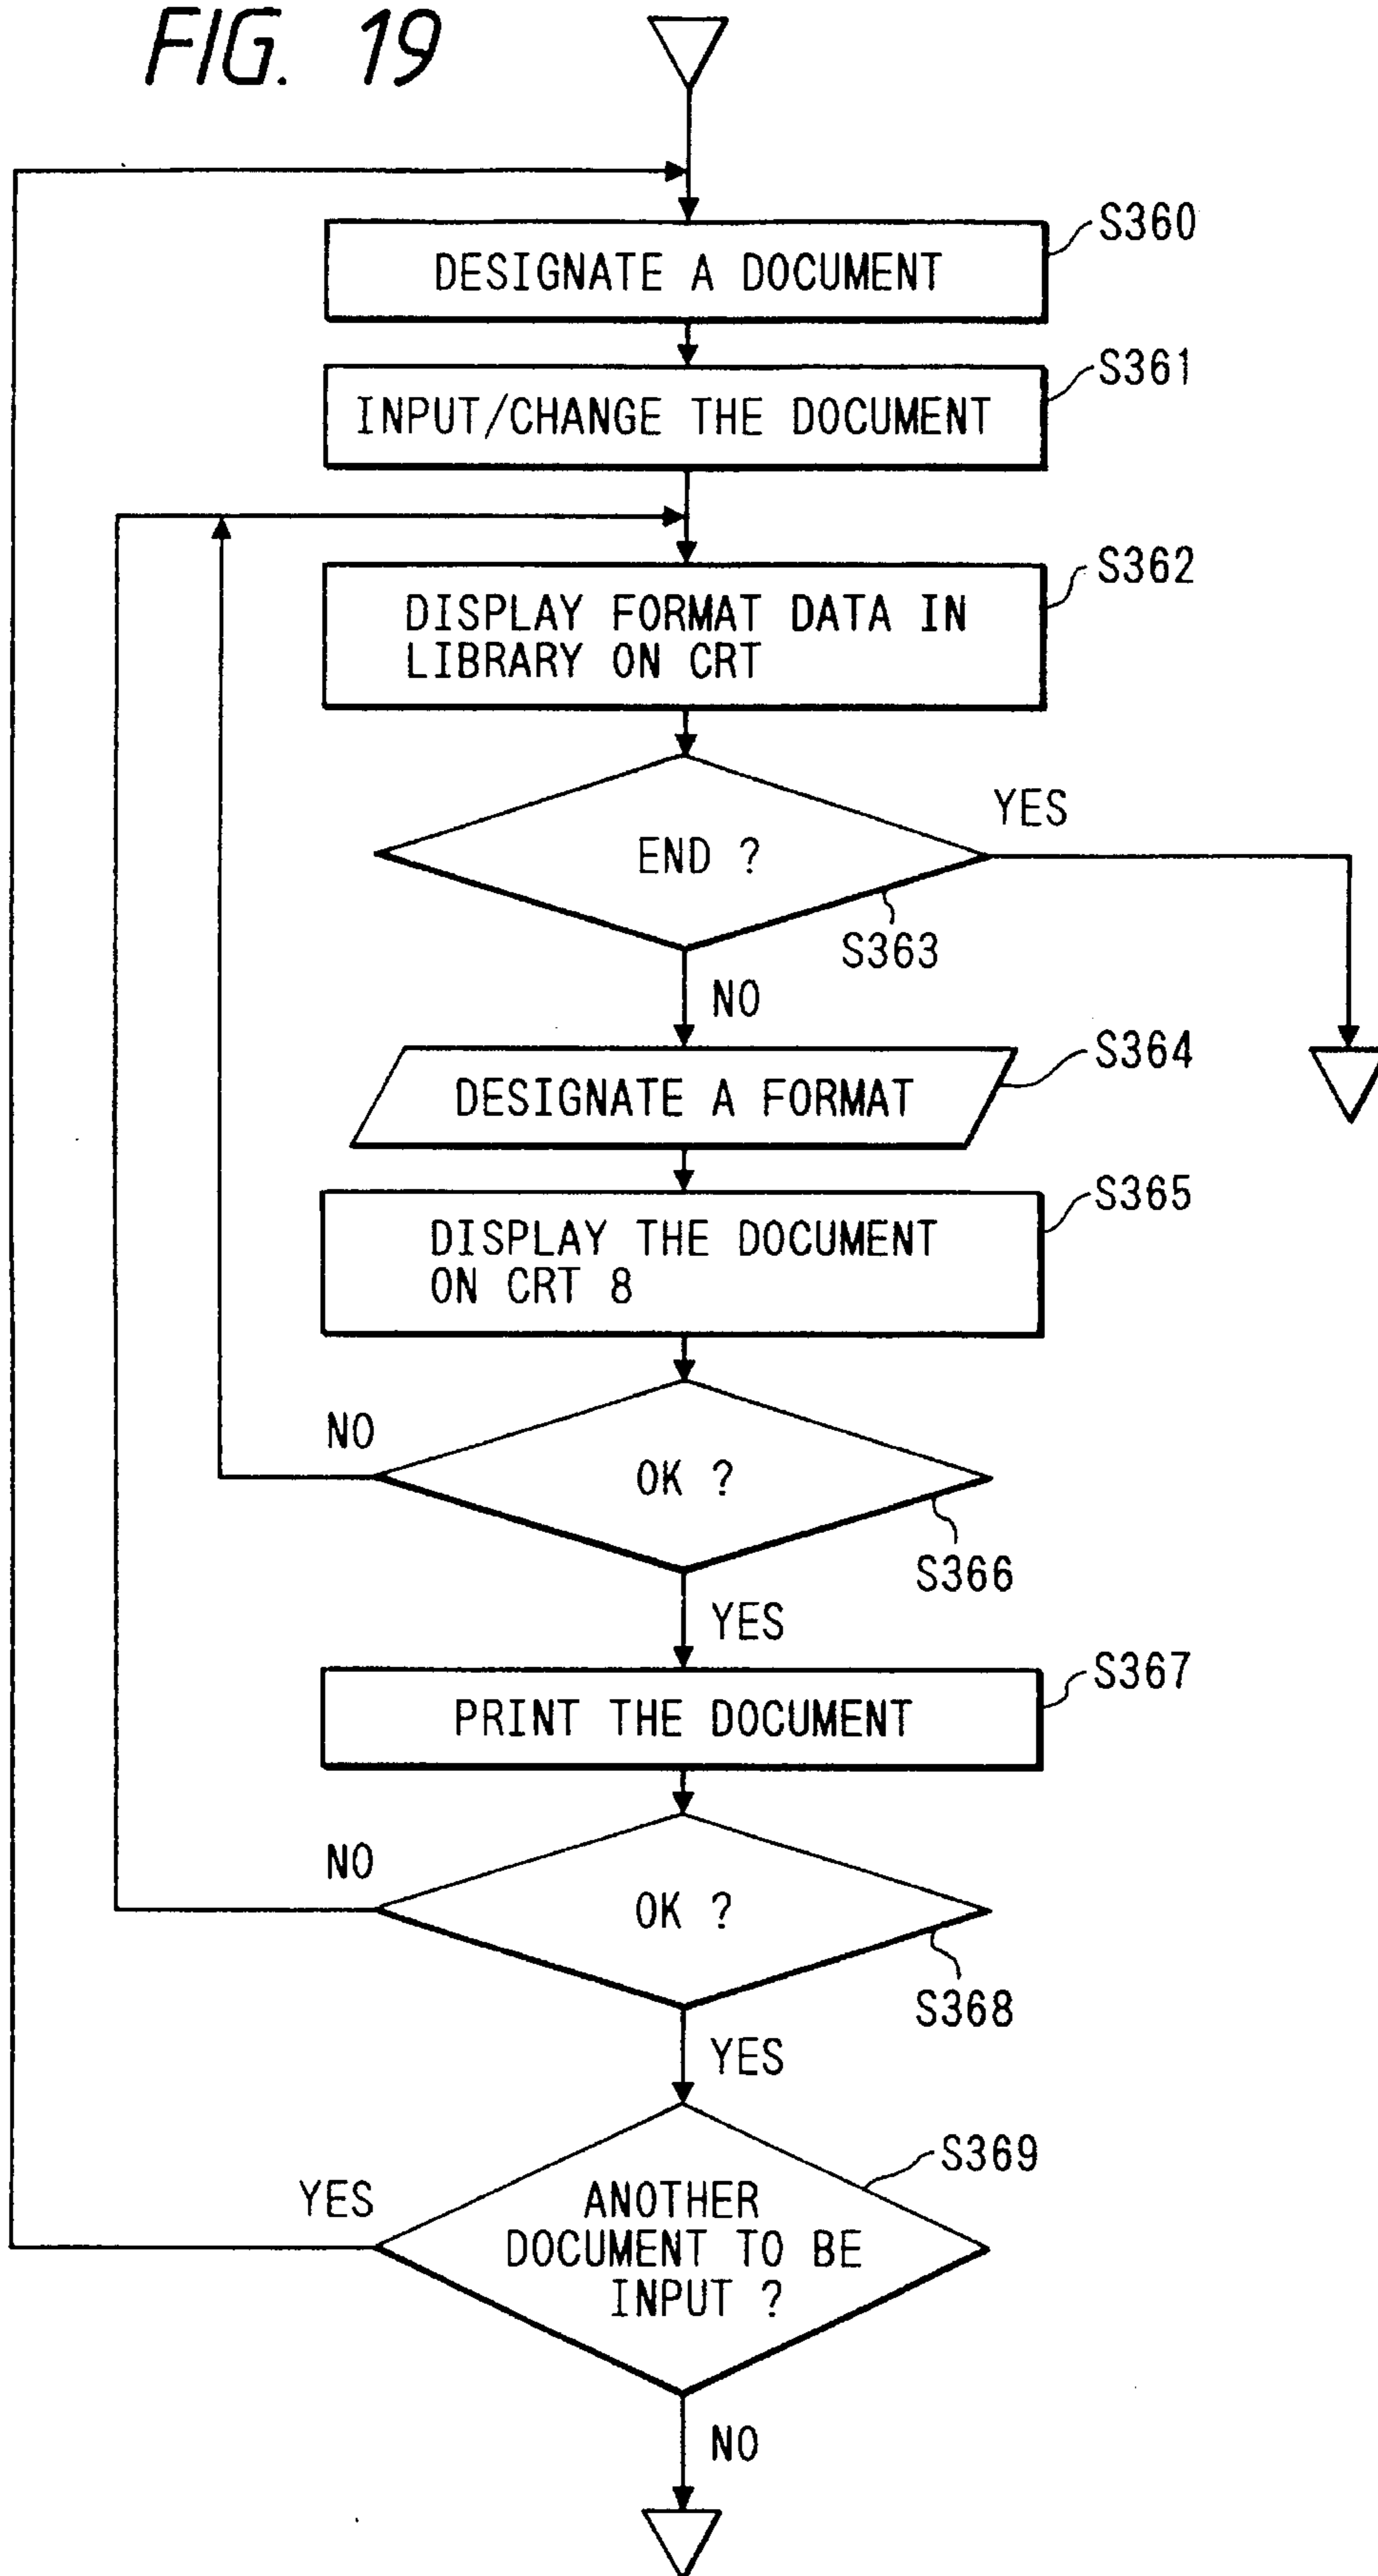 FIG. 19
S360
DESIGNATE A DOCUMENT
S361
INPUT/CHANGE THE DOCUMENT
S362
DISPLAY FORMAT DATA IN
LIBRARY ON CRT
YES
END ?
S363
NO
S364
DESIGNATE A FORMAT
S365
DISPLAY THE DOCUMENT
ON CRT 8
NO
OK ?
S366
YES
S367
PRINT THE DOCUMENT
NO
OK ?
S368
YES
S369
YES
ANOTHER
DOCUMENT TO BE
INPUT ?
NO